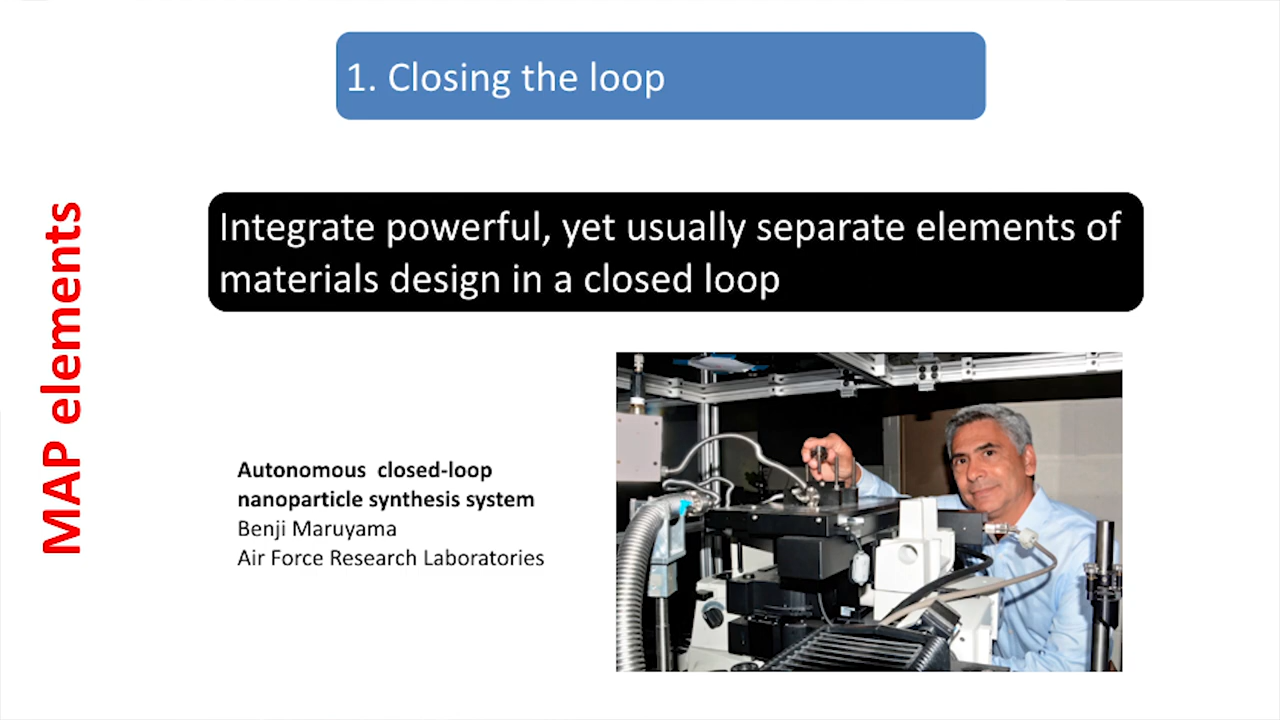 1. Closing the loop
MAP elements
Integrate powerful, yet usually separate elements of
materials design in a closed loop
Autonomous closed-loop
nanoparticle synthesis system
Benji Maruyama
Air Force Research Laboratories